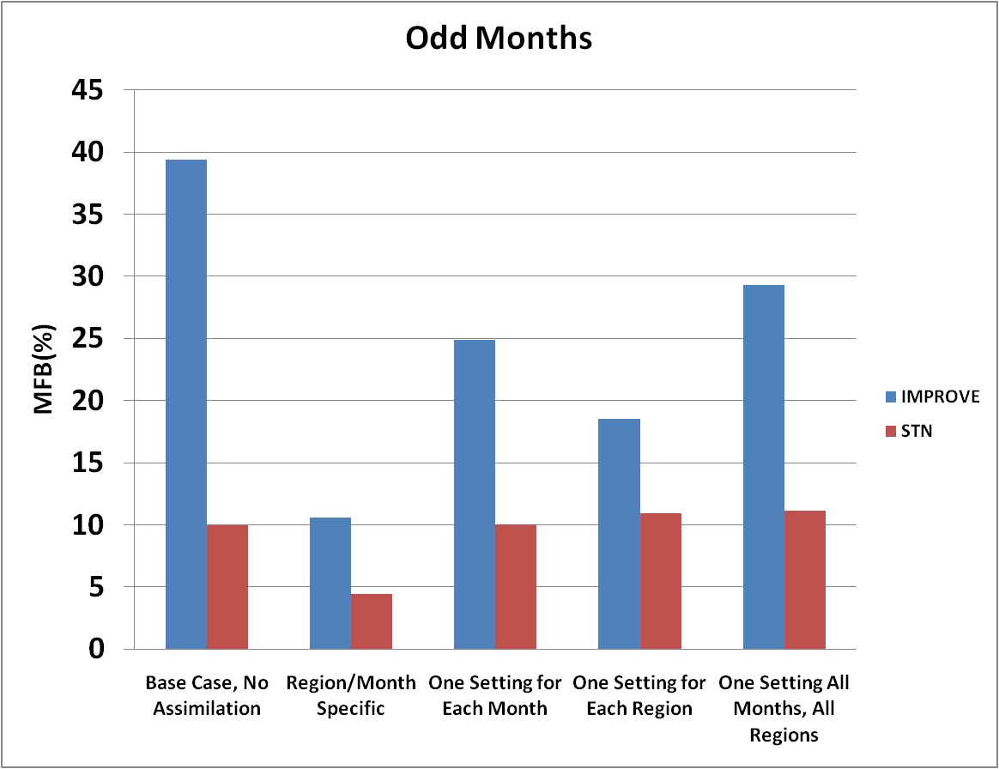 Odd Months
45
40
35
30
25
20
15
10
5
0
MFB(%)
IMPROVE
STN
Base Case, No
Assimilation
Region/Month
Specific
One Setting for
Each Month
One Setting for
Each Region
One Setting All
Months, All
Regions